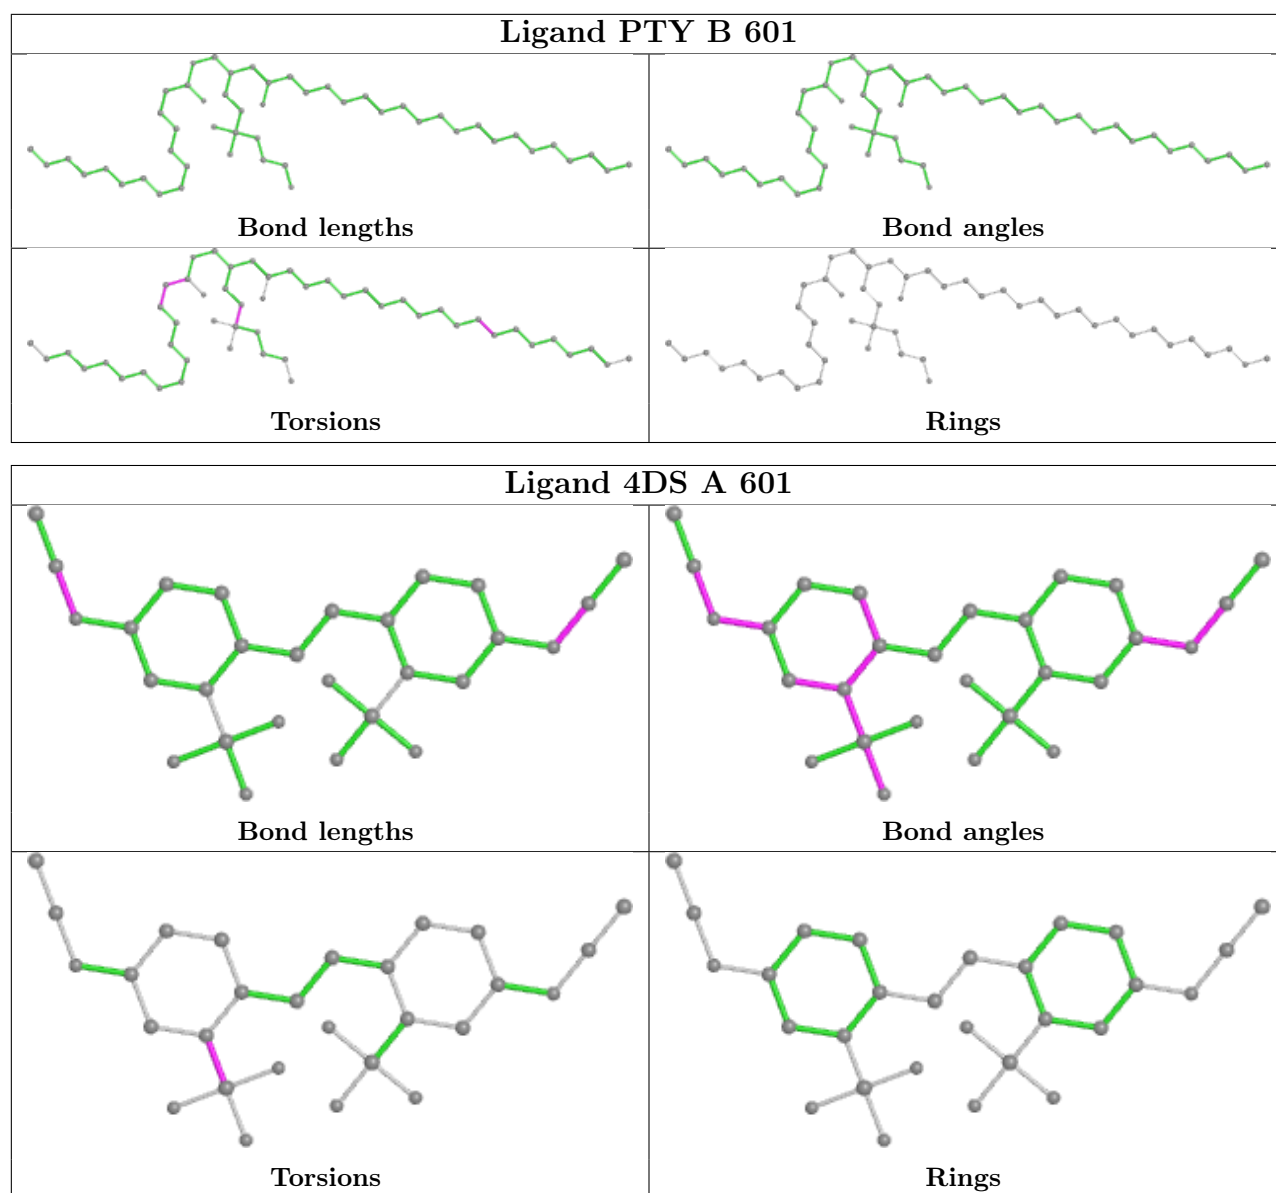 Ligand PTY B 601
Bond lengths
Bond angles
Torsions
Rings
Ligand 4DS A 601
Bond lengths
Bond angles
Torsions
Rings